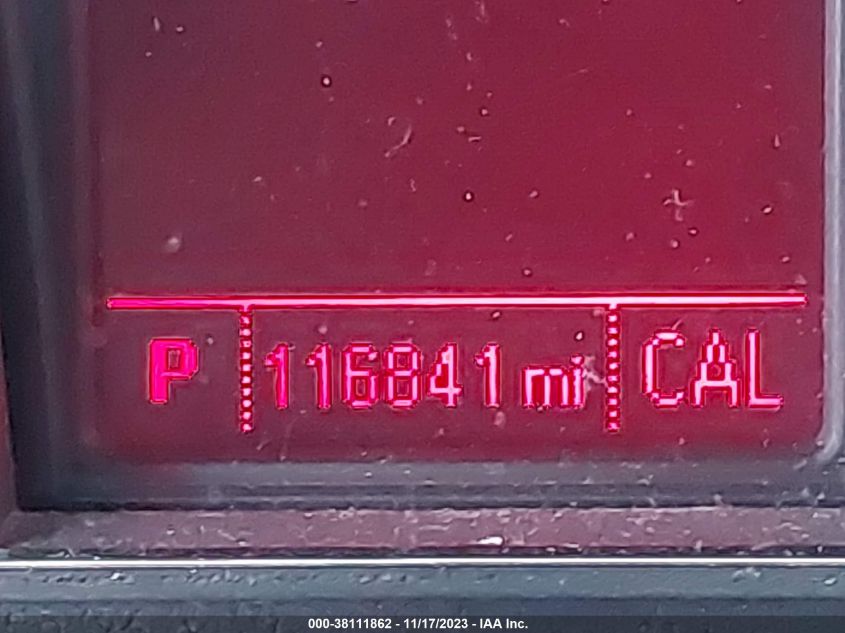 P 116841 mi CAL
000-38111862 - 11/17/2023 - IAA Inc.